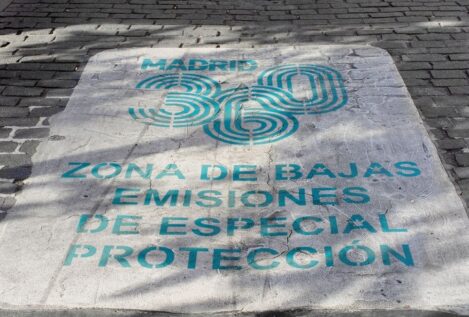 MADRID
360
ZONA DE BAJAS
EMISIONES
DE ESPECIAL
PROTECCIÓN